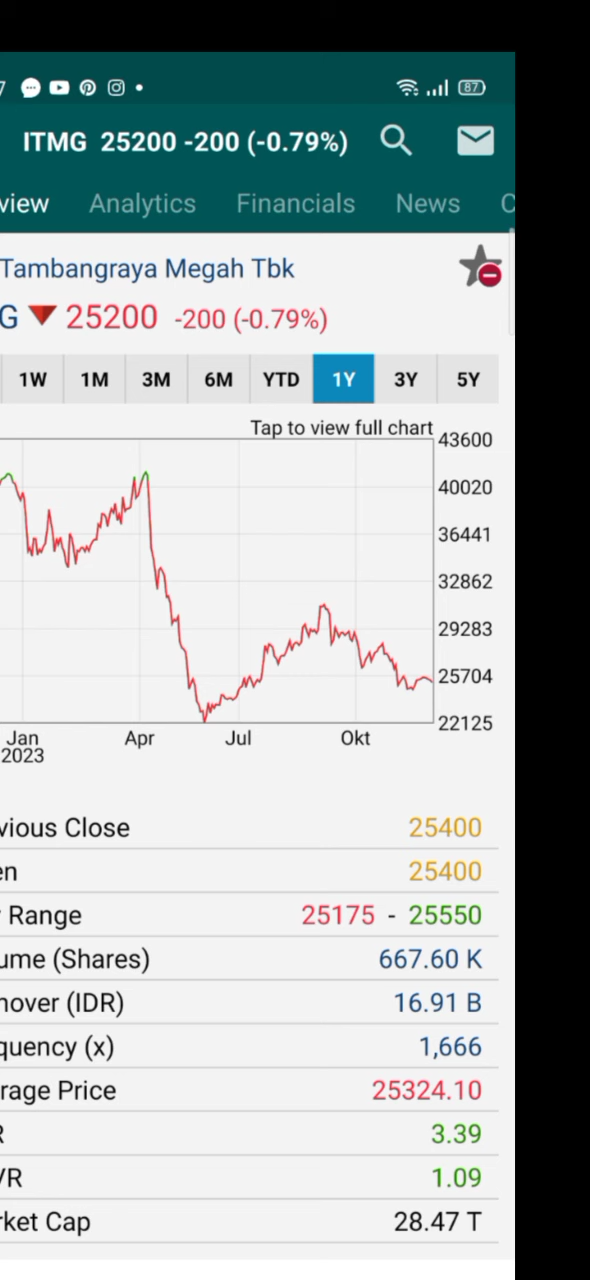 87
ITMG 25200 -200 (-0.79%)
view Analytics Financials News C
Tambangraya Megah Tbk
G 25200 -200 (-0.79%)
1W 1M 3M 6M YTD 1Y 3Y 5Y
Tap to view full chart
43600
40020
36441
32862
29283
25704
22125
Jan Apr Jul Okt
2023
vious Close 25400
en 25400
Range 25175 - 25550
ume (Shares) 667.60 K
nover (IDR) 16.91 B
quency (x) 1,666
rage Price 25324.10
R 3.39
VR 1.09
rket Cap 28.47 T